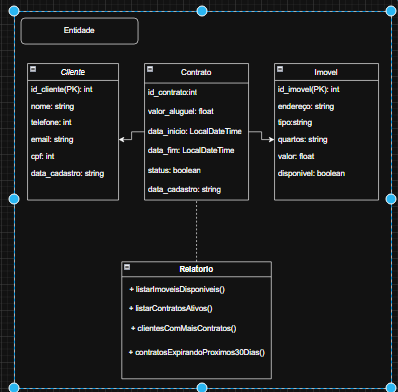 Entidade
Cliente
id_cliente(PK): int
nome: string
telefone: int
email: string
cpf: int
data_cadastro: string
Contrato
id_contrato:int
valor_aluguel: float
data_inicio: LocalDateTime
data_fim: LocalDateTime
status: boolean
data_cadastro: string
Imovel
id_imovel(PK): int
endereço: string
tipo:string
quartos: string
valor: float
disponivel: boolean
Relatorio
+ listarImoveisDisponiveis()
+ listarContratosAtivos()
+ clientesComMaisContratos()
+ contratosExpirandoProximos30Dias()